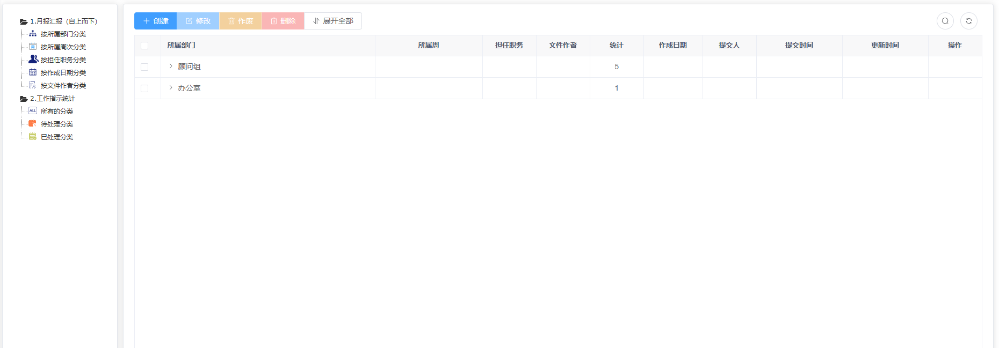 1.月报汇报（自上而下）
按所属部门分类
按所属周次分类
按担任职务分类
按作成日期分类
按文件作者分类
2.工作指示统计
ALL 所有的分类
待处理分类
已处理分类
创建 修改 作废 删除 展开全部
所属部门 所属周 担任职务 文件作者 统计 作成日期 提交人 提交时间 更新时间 操作
顾问组 5
办公室 1